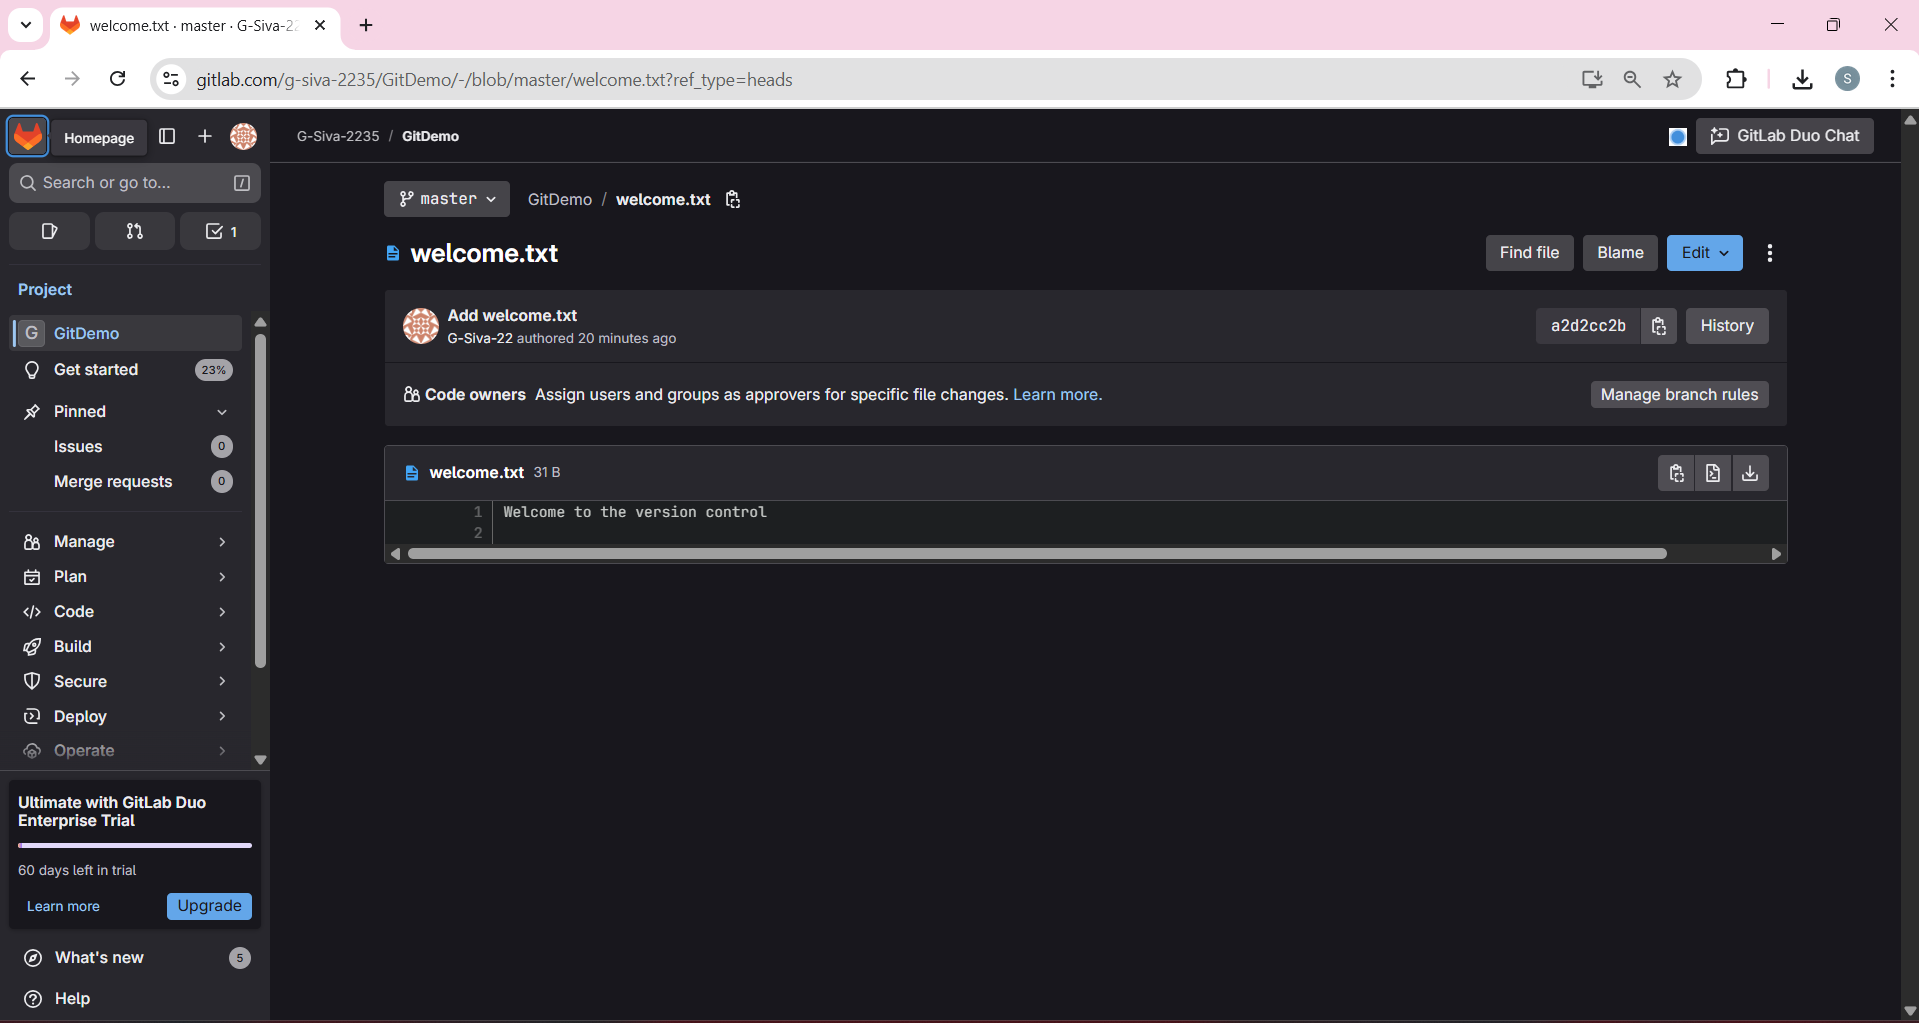 welcome.txt · master · G-Siva-22
gitlab.com/g-siva-2235/GitDemo/-/blob/master/welcome.txt?ref_type=heads
S
Homepage
G-Siva-2235 / GitDemo
GitLab Duo Chat
Search or go to...
/
1
master
GitDemo / welcome.txt
welcome.txt
Find file
Blame
Edit
Project
G GitDemo
Get started 23%
Pinned
Issues 0
Merge requests 0
Manage
Plan
Code
Build
Secure
Deploy
Operate
Add welcome.txt
G-Siva-22 authored 20 minutes ago
a2d2cc2b
History
Code owners Assign users and groups as approvers for specific file changes. Learn more.
Manage branch rules
welcome.txt 31 B
1 Welcome to the version control
2
Ultimate with GitLab Duo
Enterprise Trial
60 days left in trial
Learn more
Upgrade
What's new 5
Help